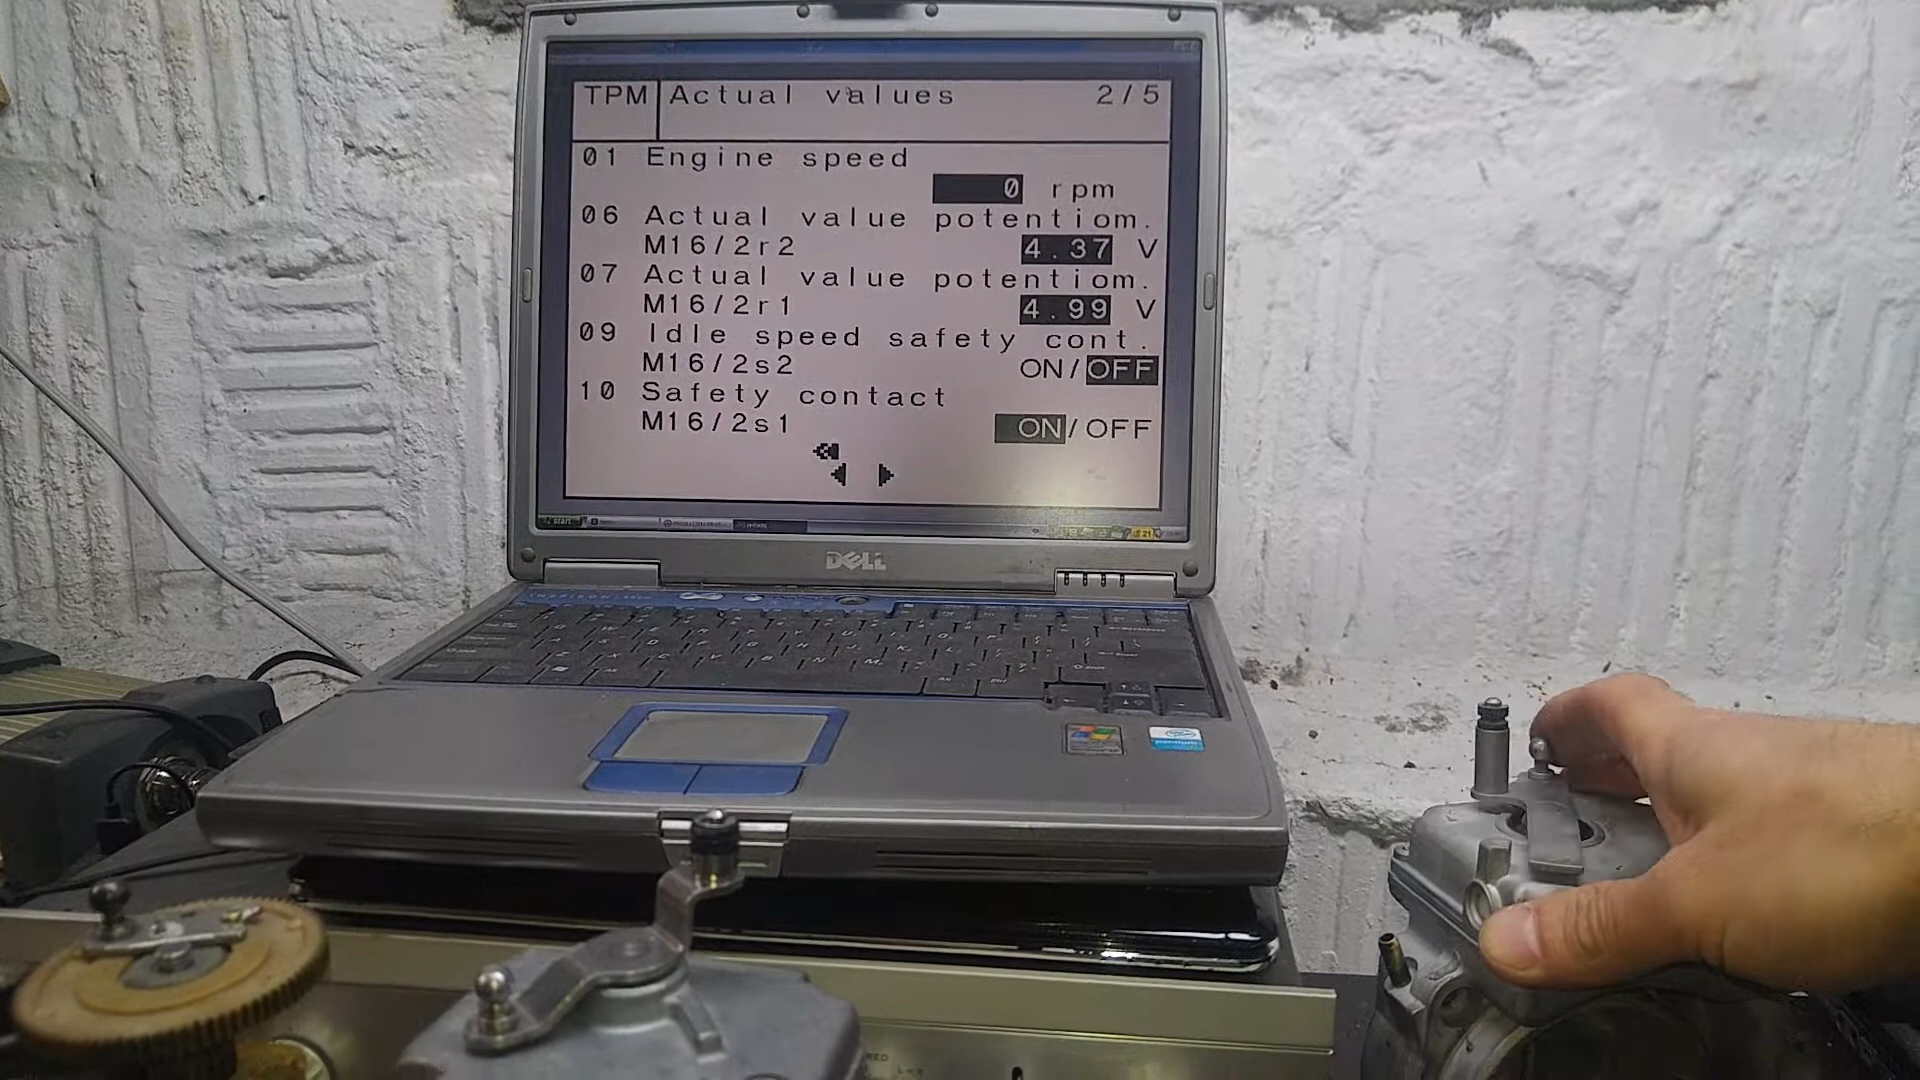 TPM Actual values 2/5
01 Engine speed
0 rpm
06 Actual value potentiom.
M16/2r2 4.37 V
07 Actual value potentiom.
M16/2r1 4.99 V
09 Idle speed safety cont.
M16/2s2 ON/OFF
10 Safety contact
M16/2s1 ON/OFF
start
DELL
INSPIRON